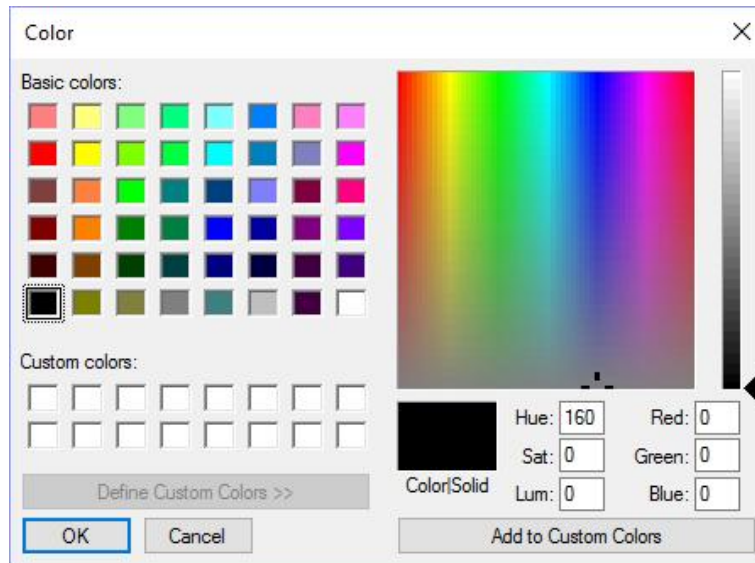 Color
Basic colors:
Custom colors:
Define Custom Colors >>
OK Cancel
Color|Solid
Hue: 160 Red: 0
Sat: 0 Green: 0
Lum: 0 Blue: 0
Add to Custom Colors